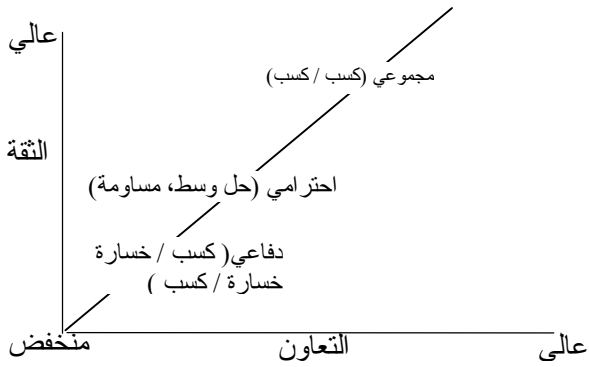 عالي
مجموعي (كسب / كسب)
الثقة
احترامي (حل وسط، مساومة)
دفاعي( كسب / خسارة
خسارة / كسب )
منخفض
التعاون
عالي